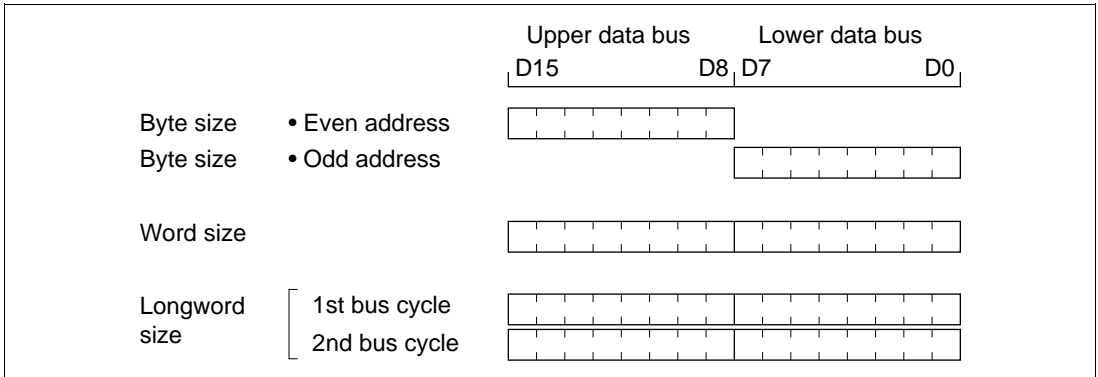 Upper data bus Lower data bus
D15 D8 D7 D0
Byte size • Even address
Byte size • Odd address
Word size
Longword size 1st bus cycle
2nd bus cycle